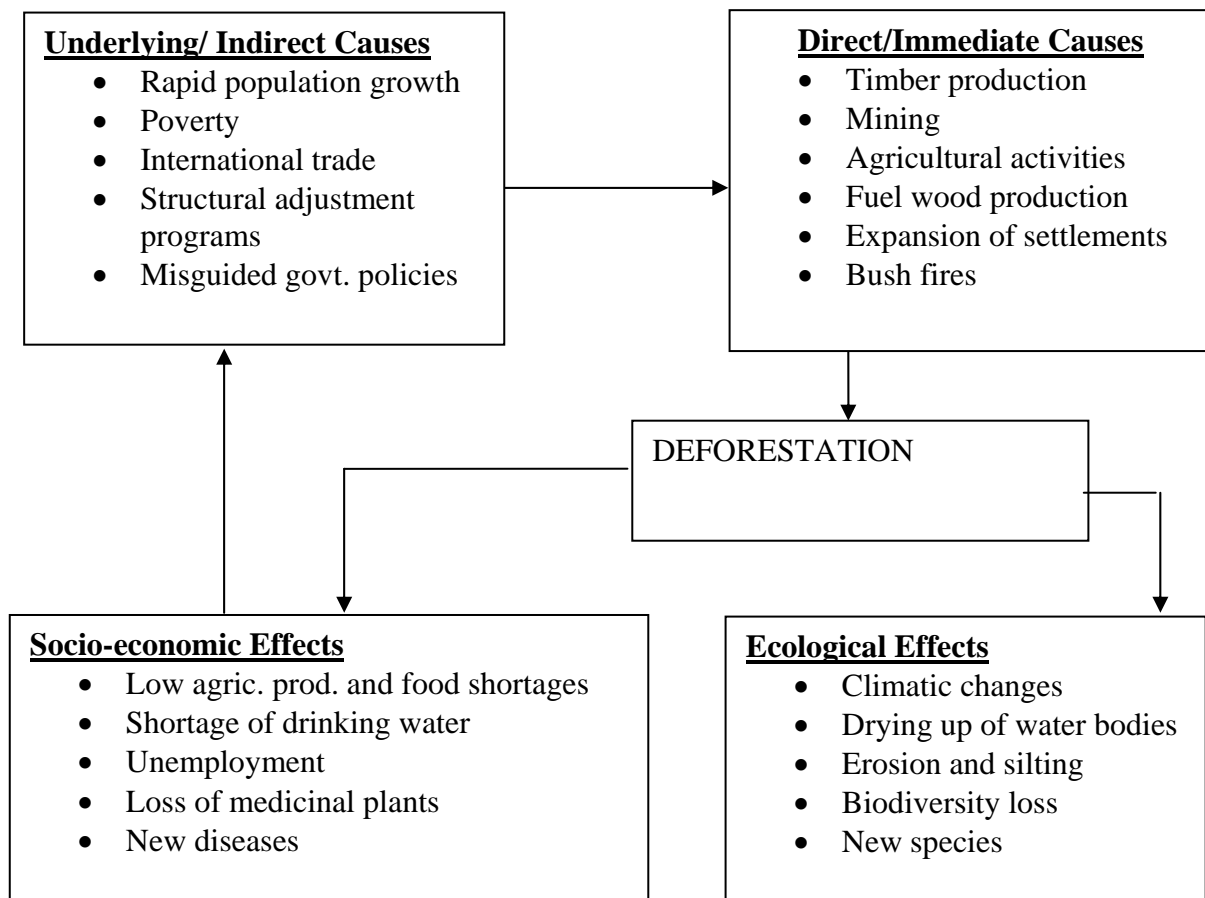 Underlying/ Indirect Causes
• Rapid population growth
• Poverty
• International trade
• Structural adjustment
programs
• Misguided govt. policies
Direct/Immediate Causes
• Timber production
• Mining
• Agricultural activities
• Fuel wood production
• Expansion of settlements
• Bush fires
DEFORESTATION
Socio-economic Effects
• Low agric. prod. and food shortages
• Shortage of drinking water
• Unemployment
• Loss of medicinal plants
• New diseases
Ecological Effects
• Climatic changes
• Drying up of water bodies
• Erosion and silting
• Biodiversity loss
• New species